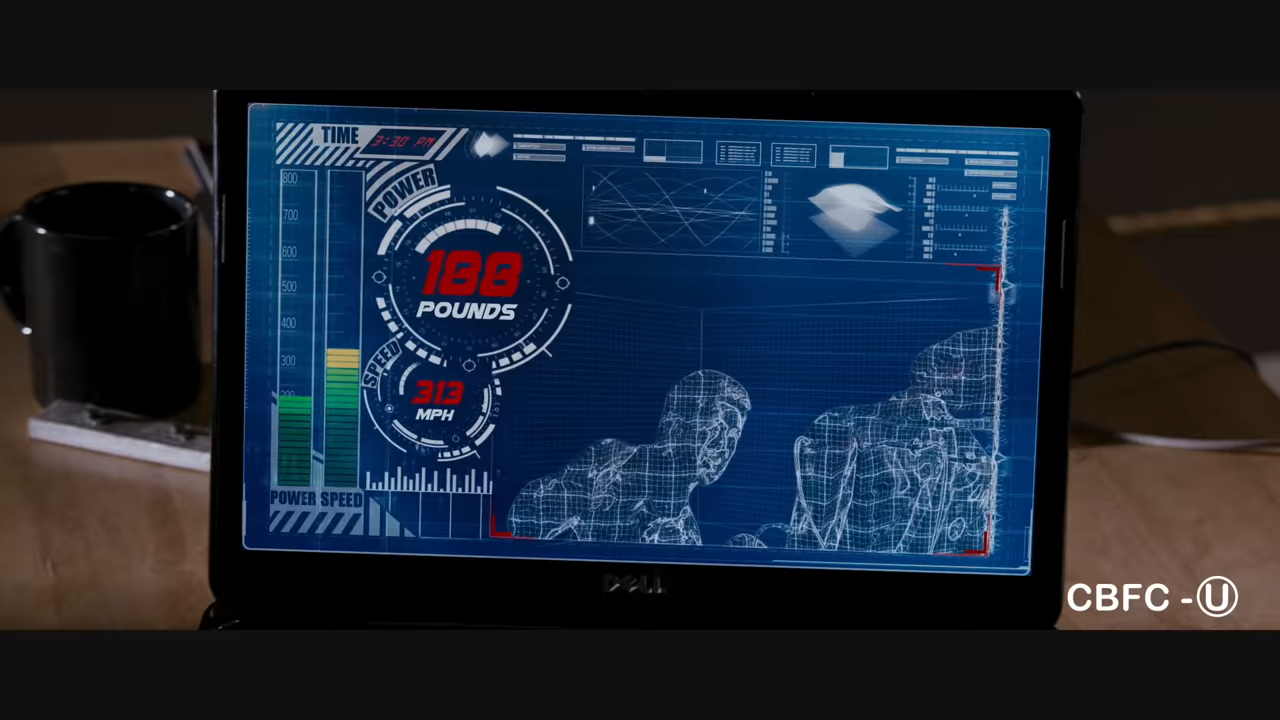 TIME 3:30 PM
POWER
800
700
600
500
400
300
200
188
POUNDS
SPEED
313
MPH
POWER SPEED
DELL
CBFC -U